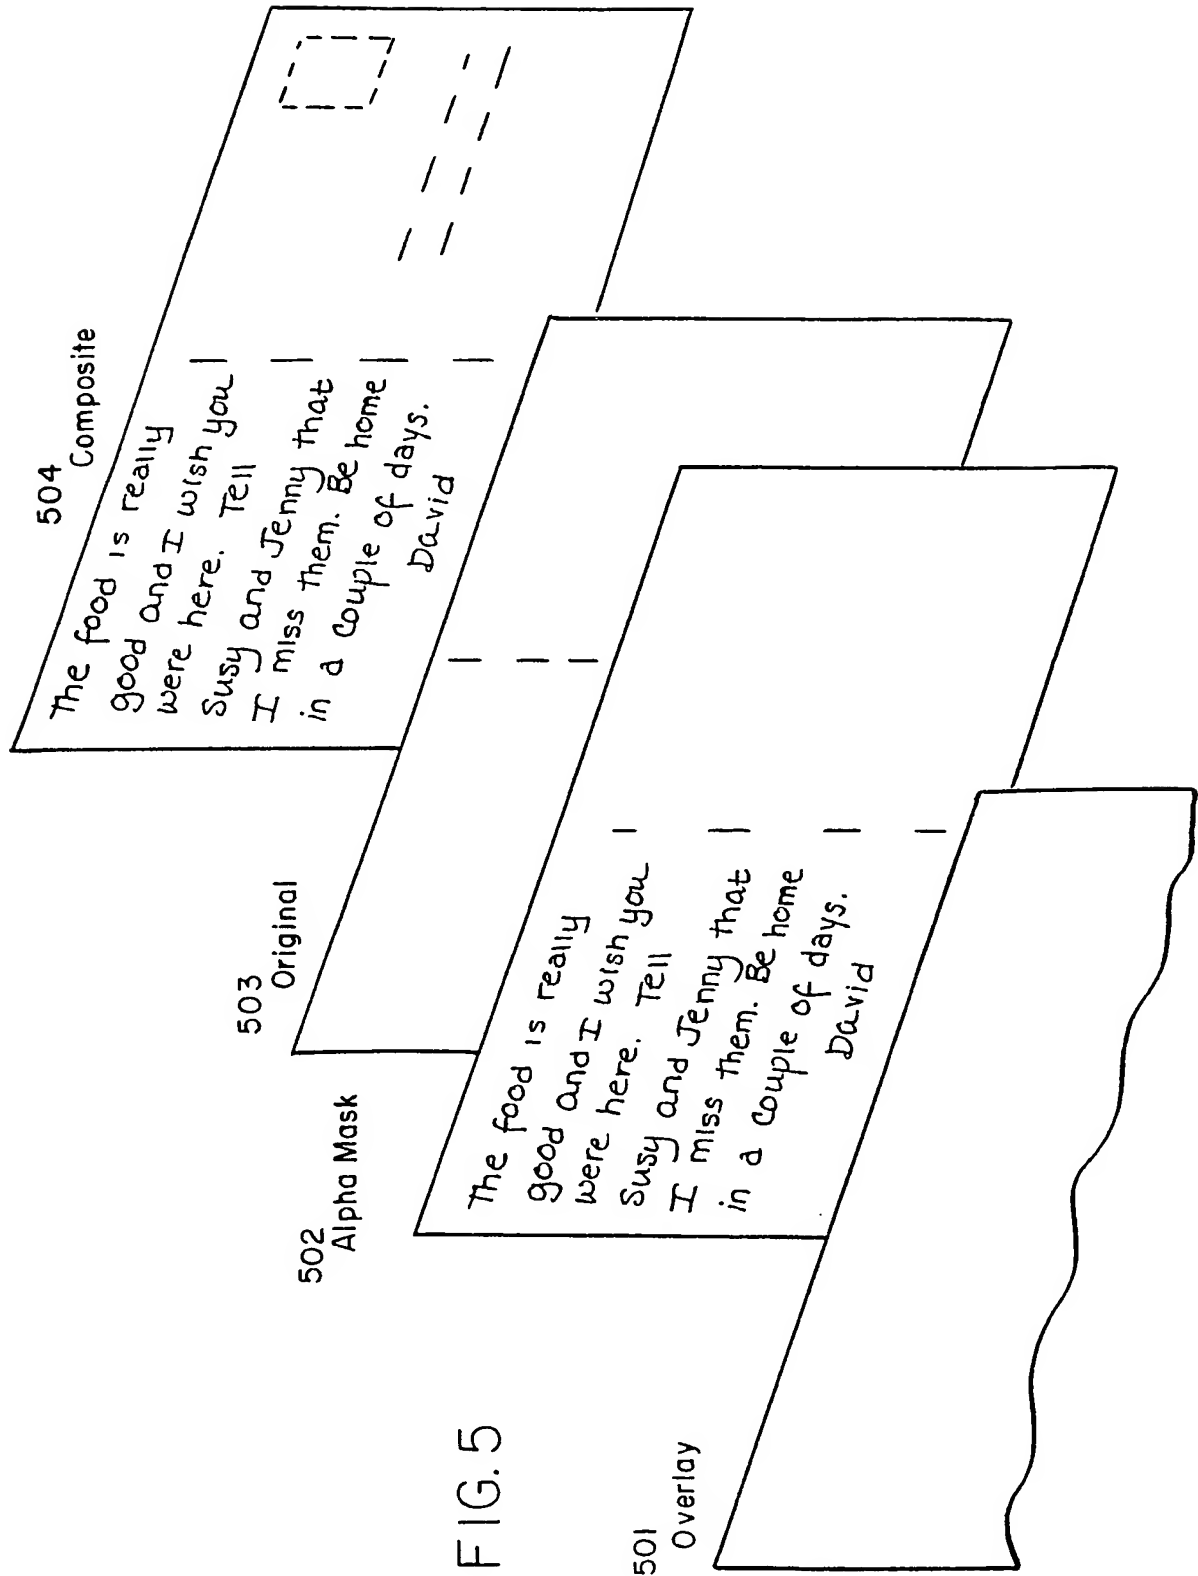 504
Composite
The food is really
good and I wish you
were here. Tell
Susy and Jenny that
I miss them. Be home
in a couple of days.
David
503
Original
502
Alpha Mask
The food is really
good and I wish you
were here. Tell
Susy and Jenny that
I miss them. Be home
in a couple of days.
David
FIG. 5
501
Overlay